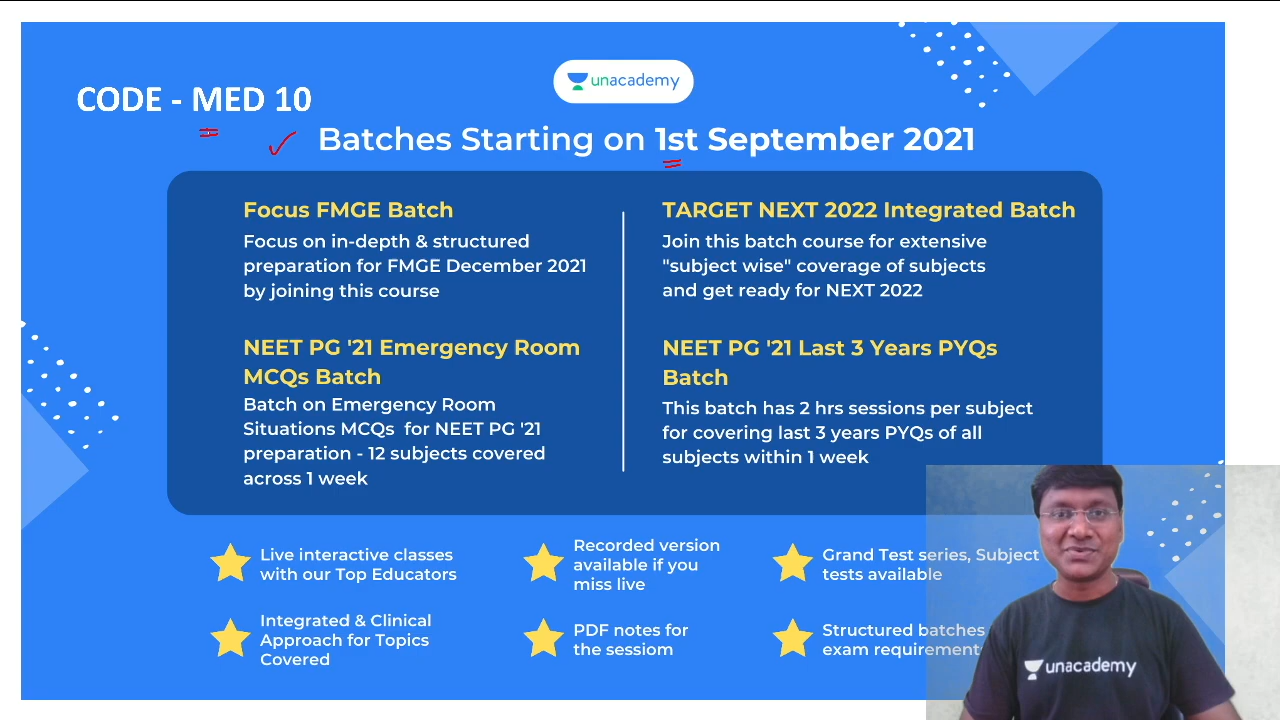 unacademy
CODE - MED 10
Batches Starting on 1st September 2021
Focus FMGE Batch
Focus on in-depth & structured
preparation for FMGE December 2021
by joining this course
TARGET NEXT 2022 Integrated Batch
Join this batch course for extensive
"subject wise" coverage of subjects
and get ready for NEXT 2022
NEET PG '21 Emergency Room
MCQs Batch
Batch on Emergency Room
Situations MCQs for NEET PG '21
preparation - 12 subjects covered
across 1 week
NEET PG '21 Last 3 Years PYQs
Batch
This batch has 2 hrs sessions per subject
for covering last 3 years PYQs of all
subjects within 1 week
Live interactive classes
with our Top Educators
Recorded version
available if you
miss live
Grand Test series, Subject
tests available
Integrated & Clinical
Approach for Topics
Covered
PDF notes for
the sessiom
Structured batches
exam requirement
unacademy